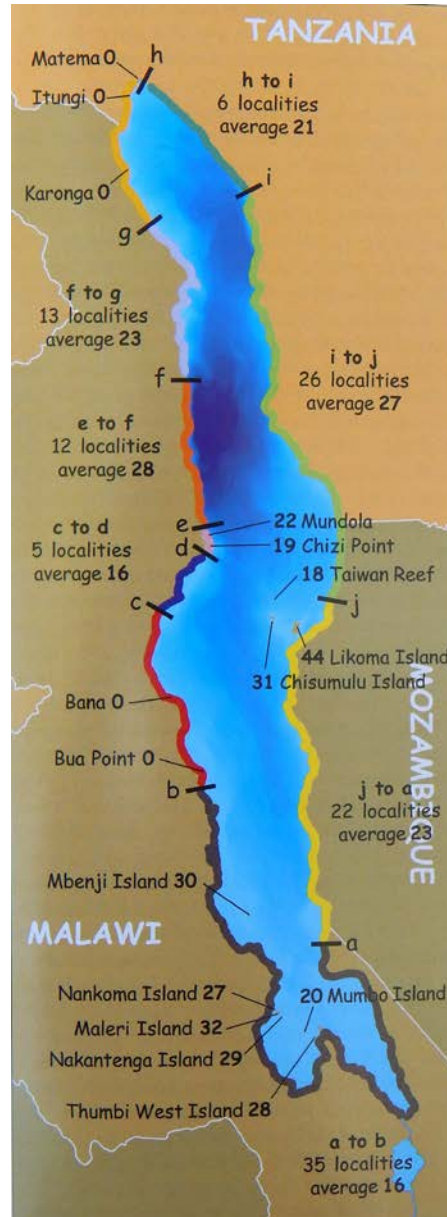 TANZANIA
h
Matema 0
Itungi 0
h to i
6 localities
average 21
Karonga 0
i
g
f to g
13 localities
average 23
i to j
26 localities
average 27
f
e to f
12 localities
average 28
e
22 Mundola
d
19 Chizi Point
c to d
5 localities
average 16
18 Taiwan Reef
j
c
44 Likoma Island
31 Chisumulu Island
MOZAMBIQUE
Bana 0
Bua Point 0
b
j to a
22 localities
average 23
Mbenji Island 30
MALAWI
a
Nankoma Island 27
20 Mumbo Island
Maleri Island 32
Nakantenga Island 29
Thumbi West Island 28
a to b
35 localities
average 16